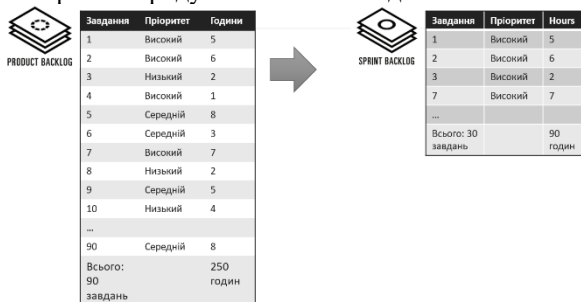 PRODUCT BACKLOG
Завдання Пріоритет Години
1 Високий 5
2 Високий 6
3 Низький 2
4 Високий 1
5 Середній 8
6 Середній 3
7 Високий 7
8 Низький 2
9 Середній 5
10 Низький 4
...
90 Середній 8
Всього: 250
90 годин
завдань
SPRINT BACKLOG
Завдання Пріоритет Hours
1 Високий 5
2 Високий 6
3 Високий 2
7 Високий 7
...
Всього: 30 90
завдань годин